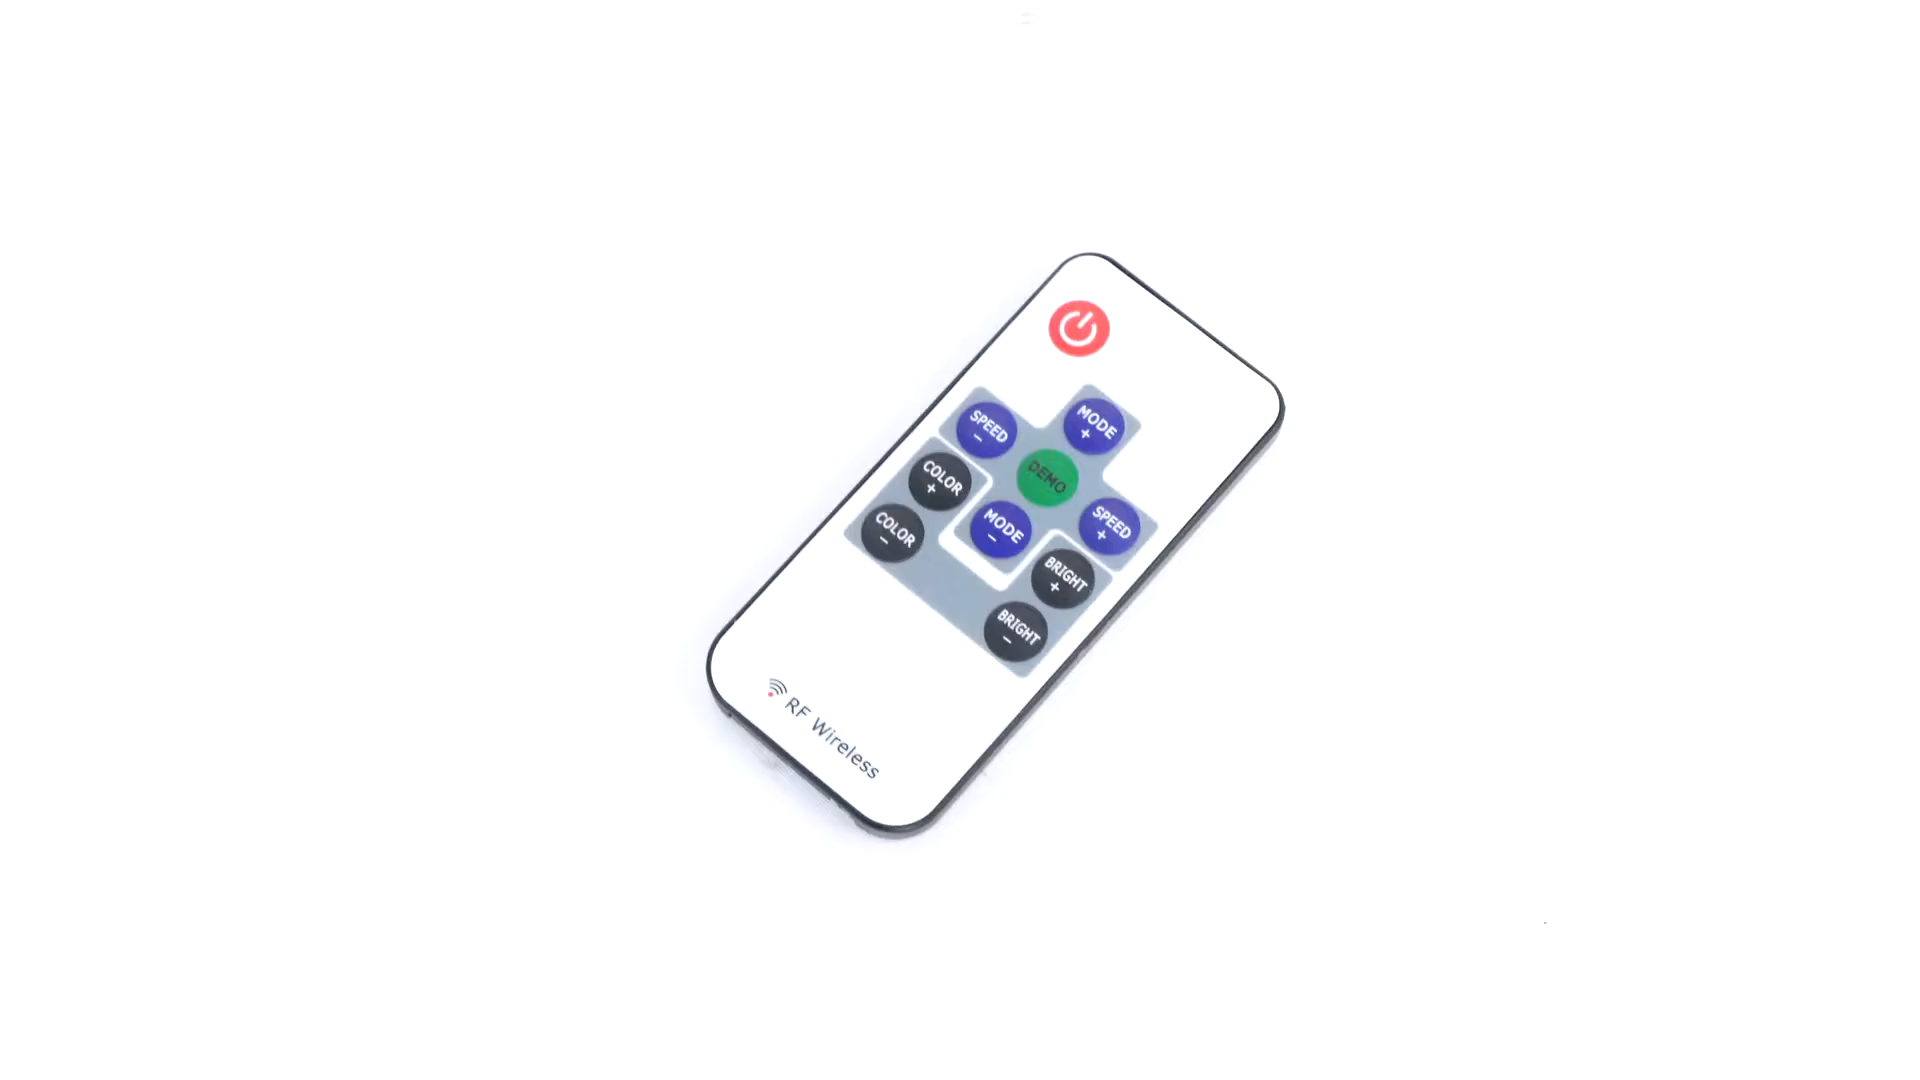 MODE
+
SPEED
−
DEMO
SPEED
+
COLOR
+
MODE
−
BRIGHT
+
COLOR
−
BRIGHT
−
RF Wireless